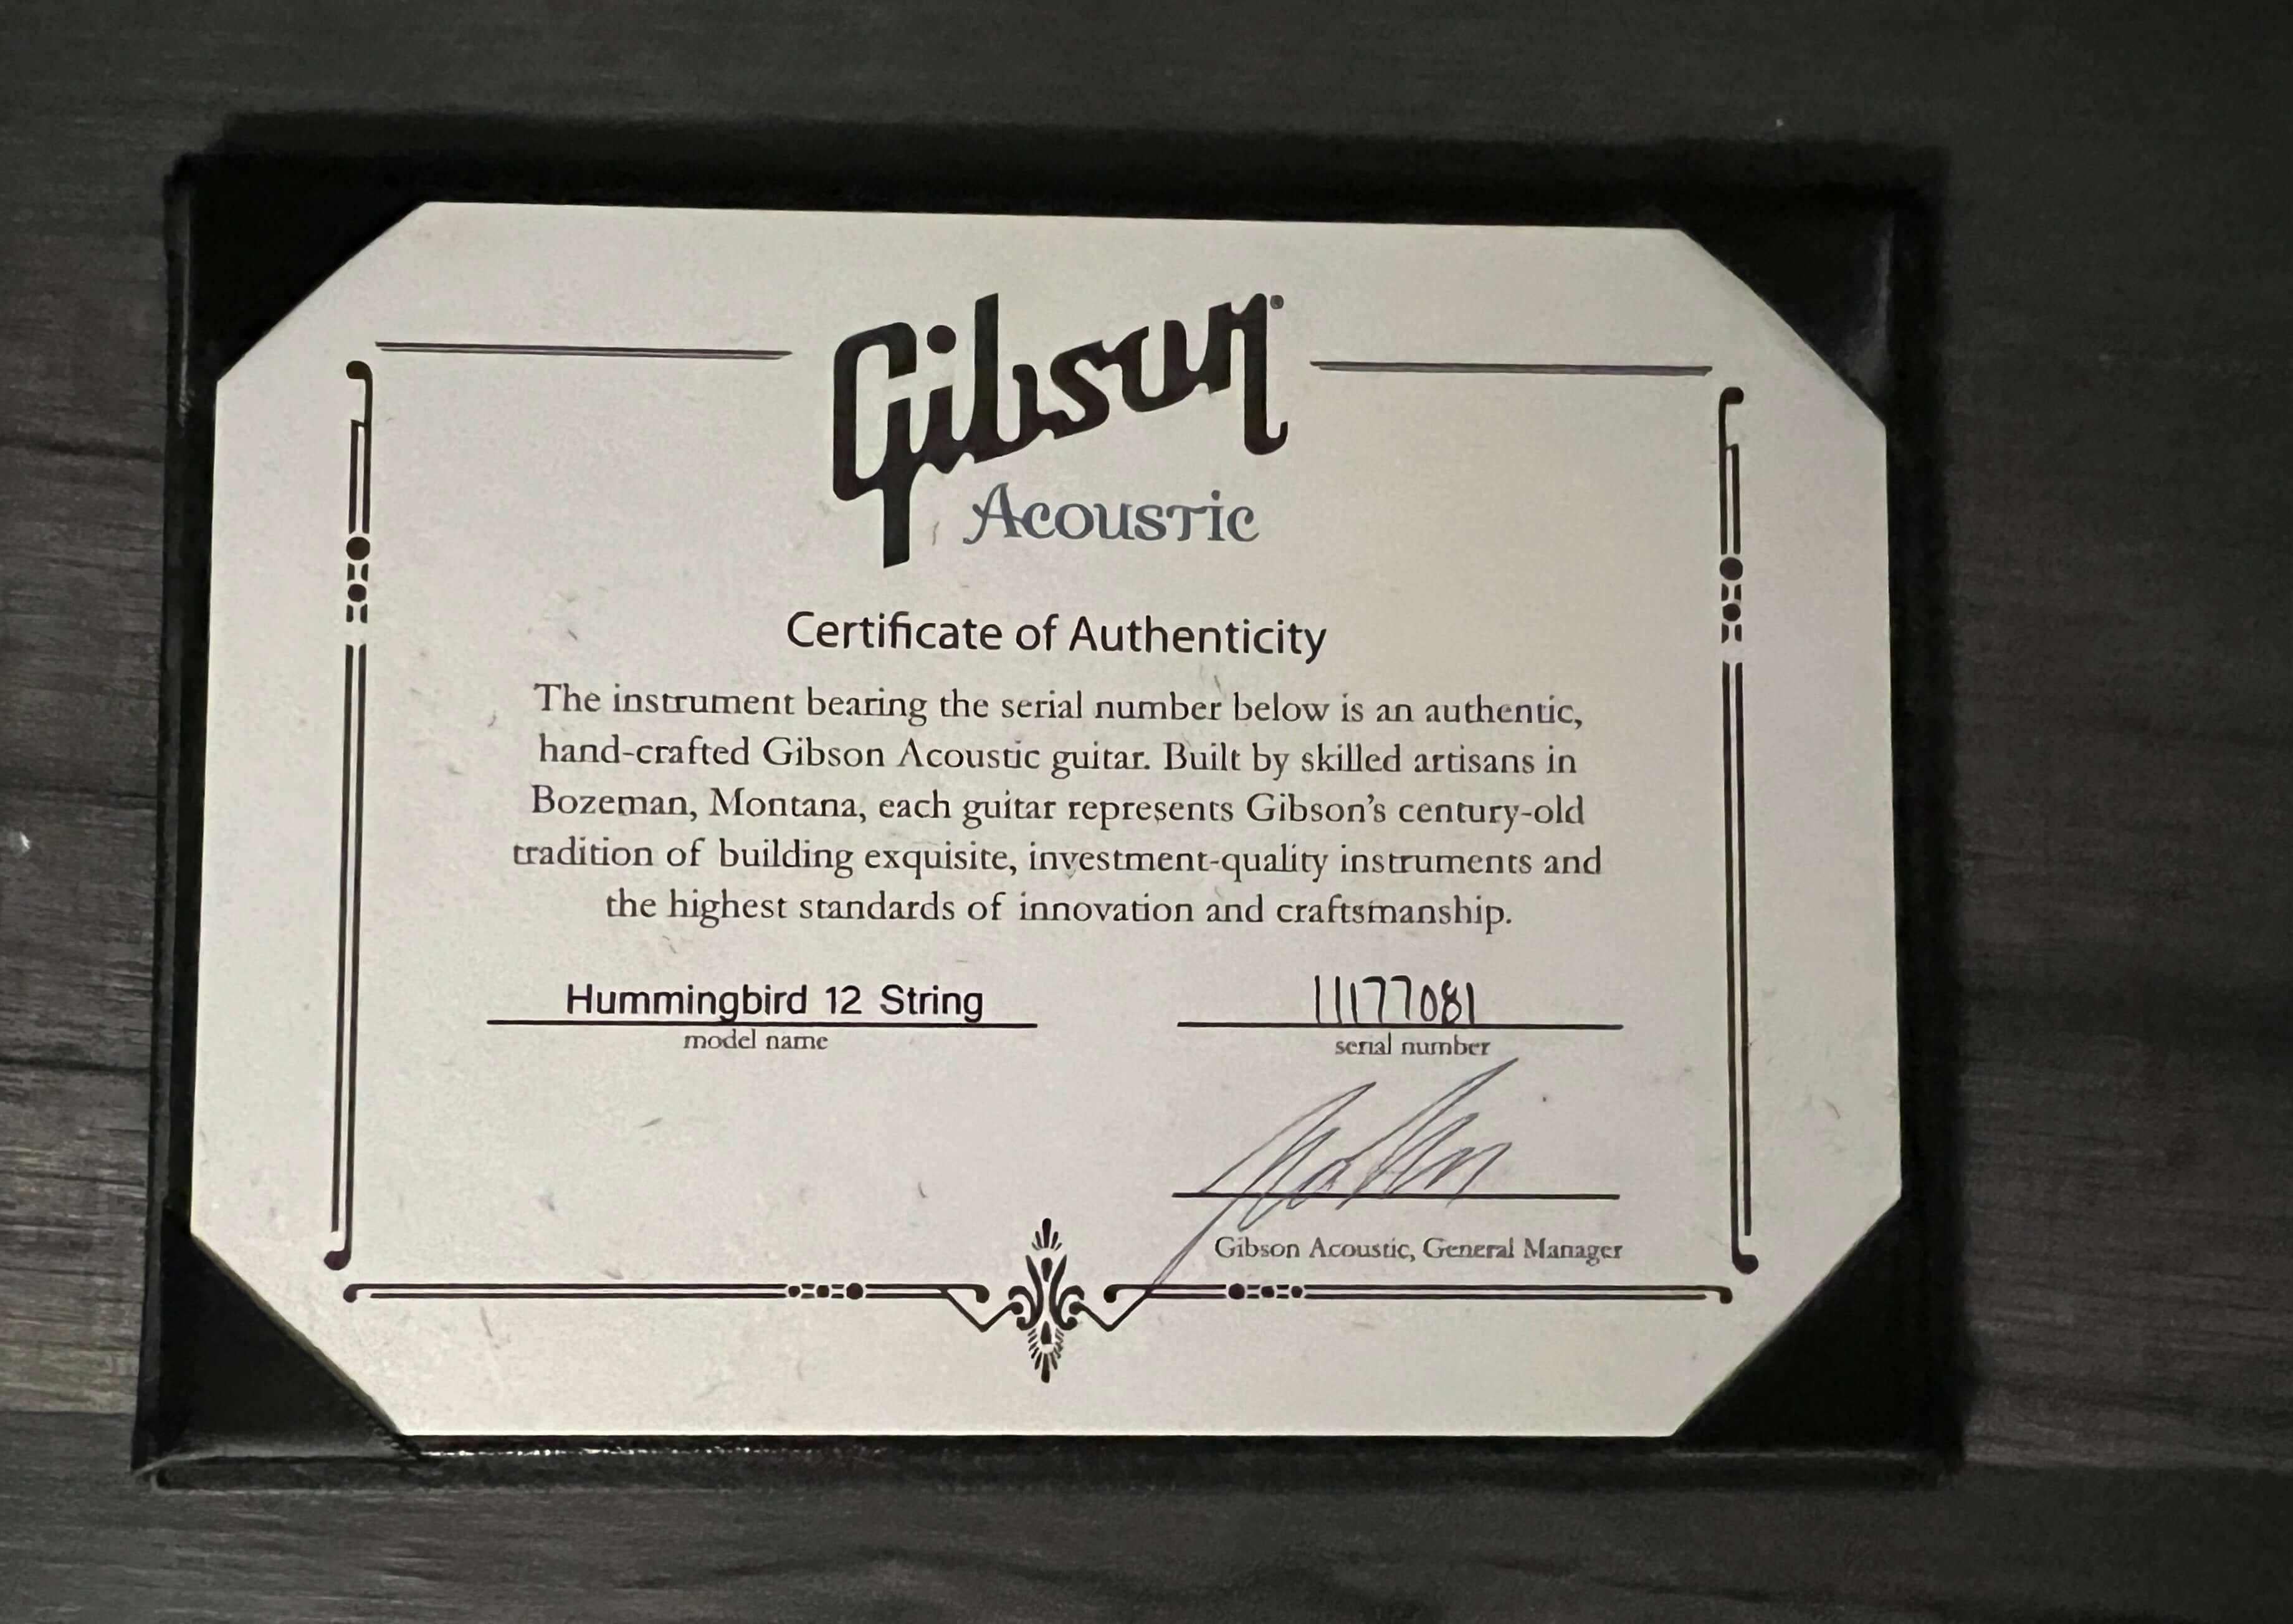 Gibson
Acoustic
Certificate of Authenticity
The instrument bearing the serial number below is an authentic,
hand-crafted Gibson Acoustic guitar. Built by skilled artisans in
Bozeman, Montana, each guitar represents Gibson's century-old
tradition of building exquisite, investment-quality instruments and
the highest standards of innovation and craftsmanship.
Hummingbird 12 String 11177081
model name serial number
Gibson Acoustic, General Manager